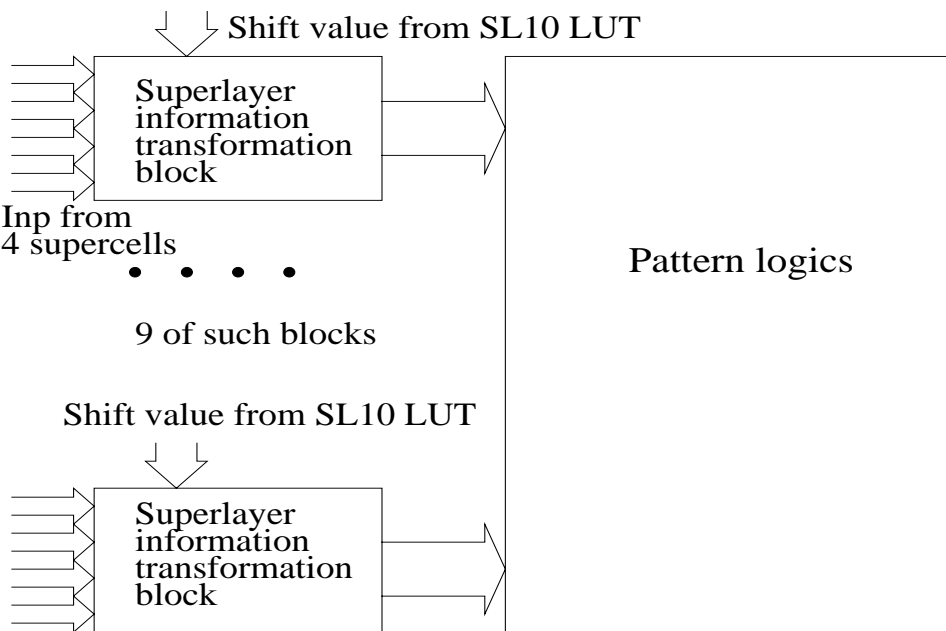 Shift value from SL10 LUT
Superlayer
information
transformation
block
Inp from
4 supercells
Pattern logics
9 of such blocks
Shift value from SL10 LUT
Superlayer
information
transformation
block